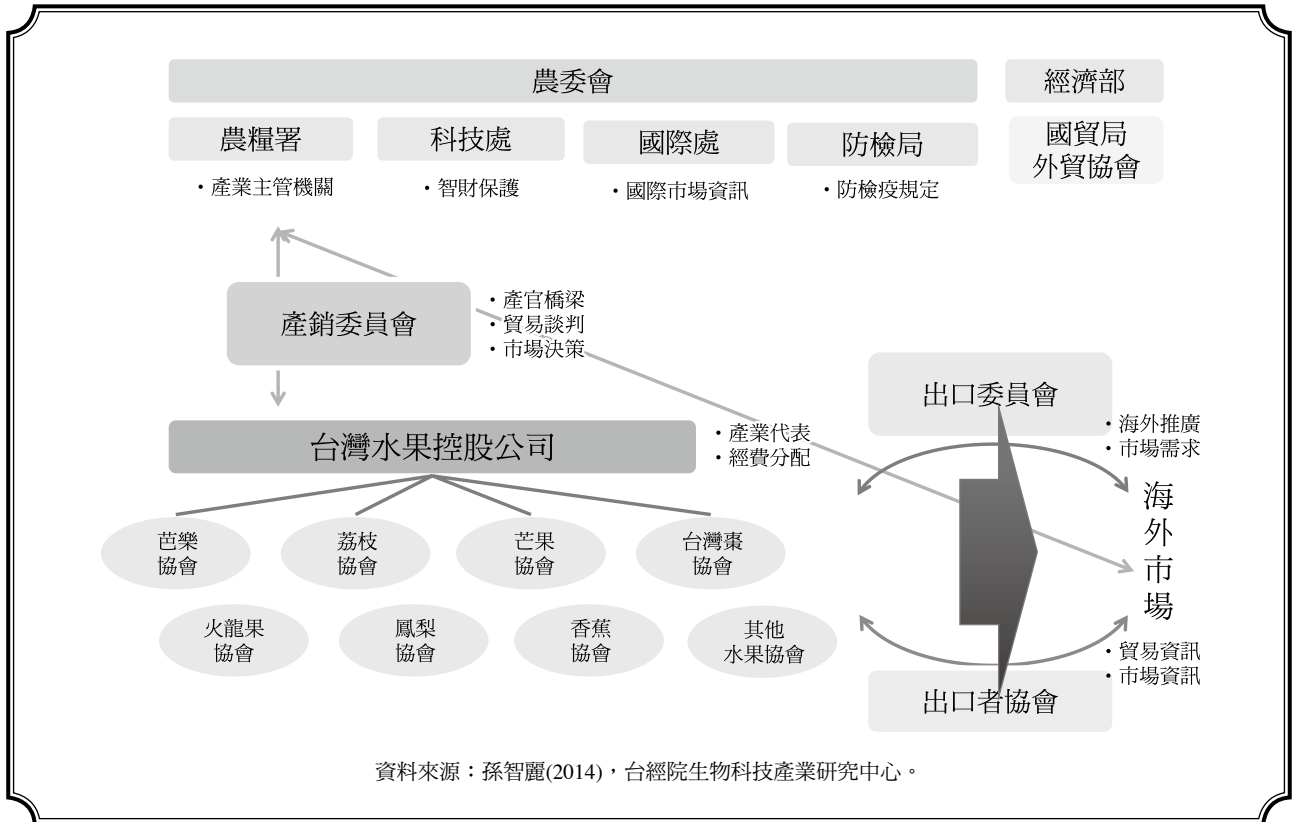 農委會
經濟部
農糧署
科技處
國際處
防檢局
國貿局
外貿協會
・產業主管機關
・智財保護
・國際市場資訊
・防檢疫規定
產銷委員會
・產官橋梁
・貿易談判
・市場決策
台灣水果控股公司
・產業代表
・經費分配
芭樂
協會
荔枝
協會
芒果
協會
台灣棗
協會
火龍果
協會
鳳梨
協會
香蕉
協會
其他
水果協會
出口委員會
・海外推廣
・市場需求
海外市場
・貿易資訊
・市場資訊
出口者協會
資料來源：孫智麗(2014)，台經院生物科技產業研究中心。